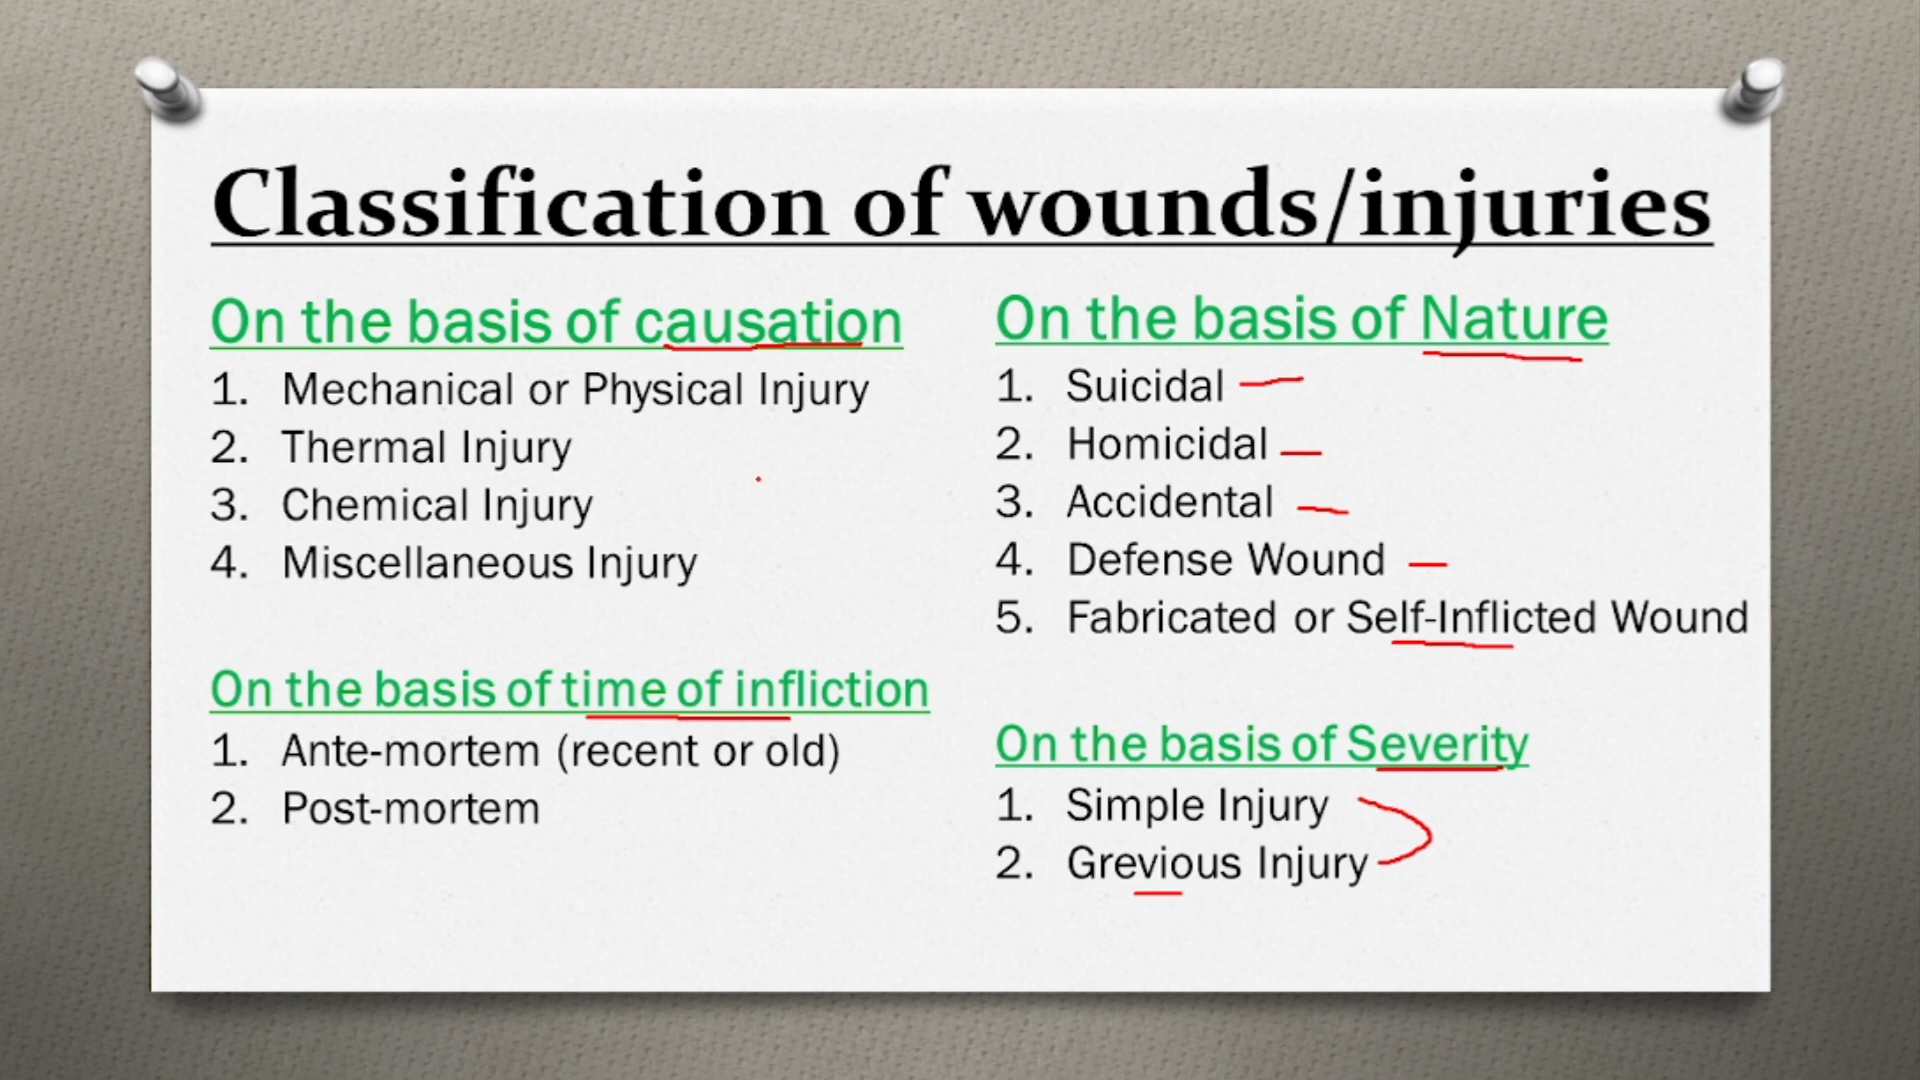 Classification of wounds/injuries
On the basis of causation
1. Mechanical or Physical Injury
2. Thermal Injury
3. Chemical Injury
4. Miscellaneous Injury
On the basis of time of infliction
1. Ante-mortem (recent or old)
2. Post-mortem
On the basis of Nature
1. Suicidal
2. Homicidal
3. Accidental
4. Defense Wound
5. Fabricated or Self-Inflicted Wound
On the basis of Severity
1. Simple Injury
2. Grevious Injury